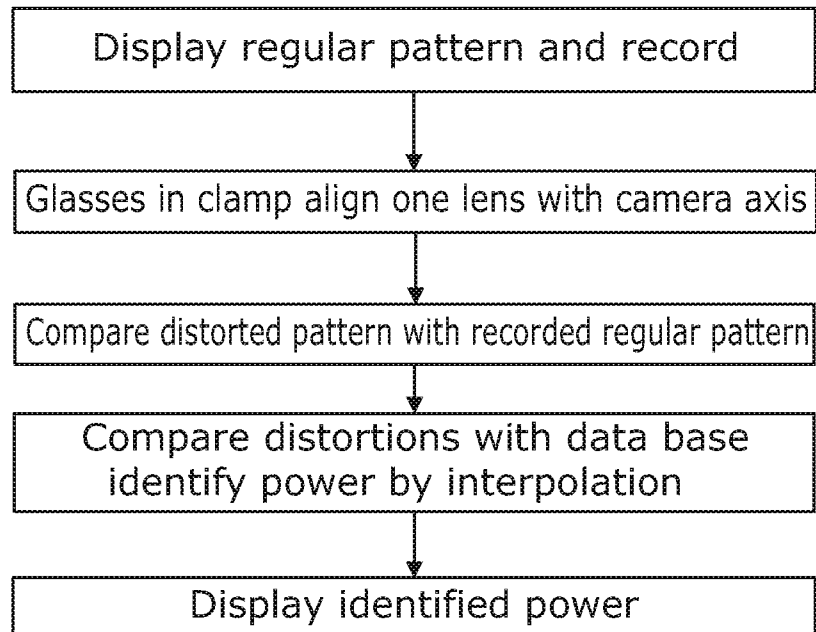 Display regular pattern and record
Glasses in clamp align one lens with camera axis
Compare distorted pattern with recorded regular pattern
Compare distortions with data base
identify power by interpolation
Display identified power